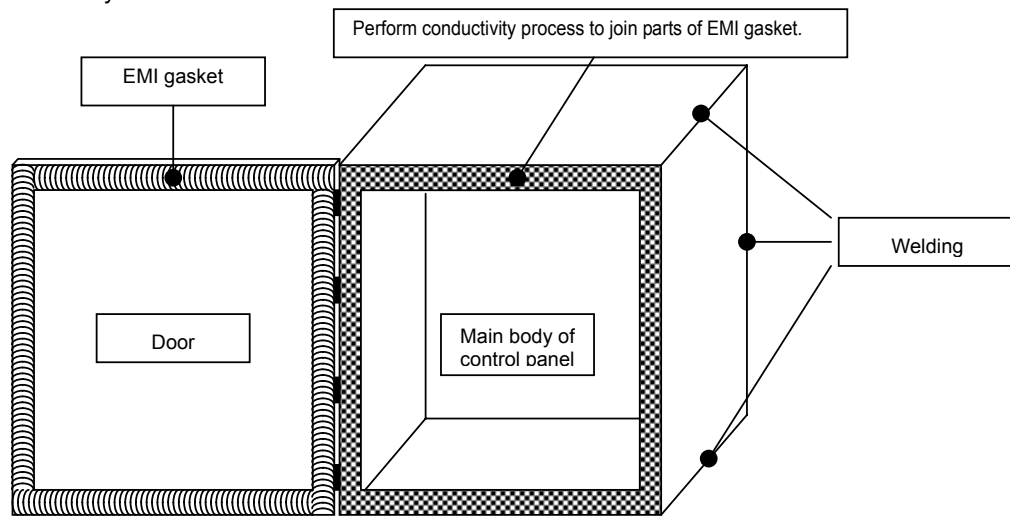 Perform conductivity process to join parts of EMI gasket.
EMI gasket
Welding
Door
Main body of
control panel